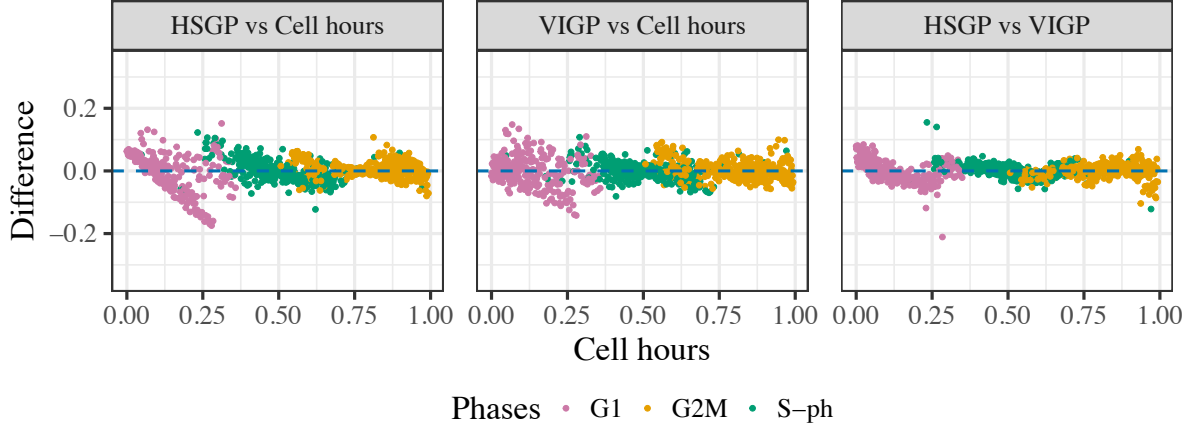 HSGP vs Cell hours VIGP vs Cell hours HSGP vs VIGP
Difference
0.2
0.0
−0.2
0.00 0.25 0.50 0.75 1.00 0.00 0.25 0.50 0.75 1.00 0.00 0.25 0.50 0.75 1.00
Cell hours
Phases G1 G2M S−ph